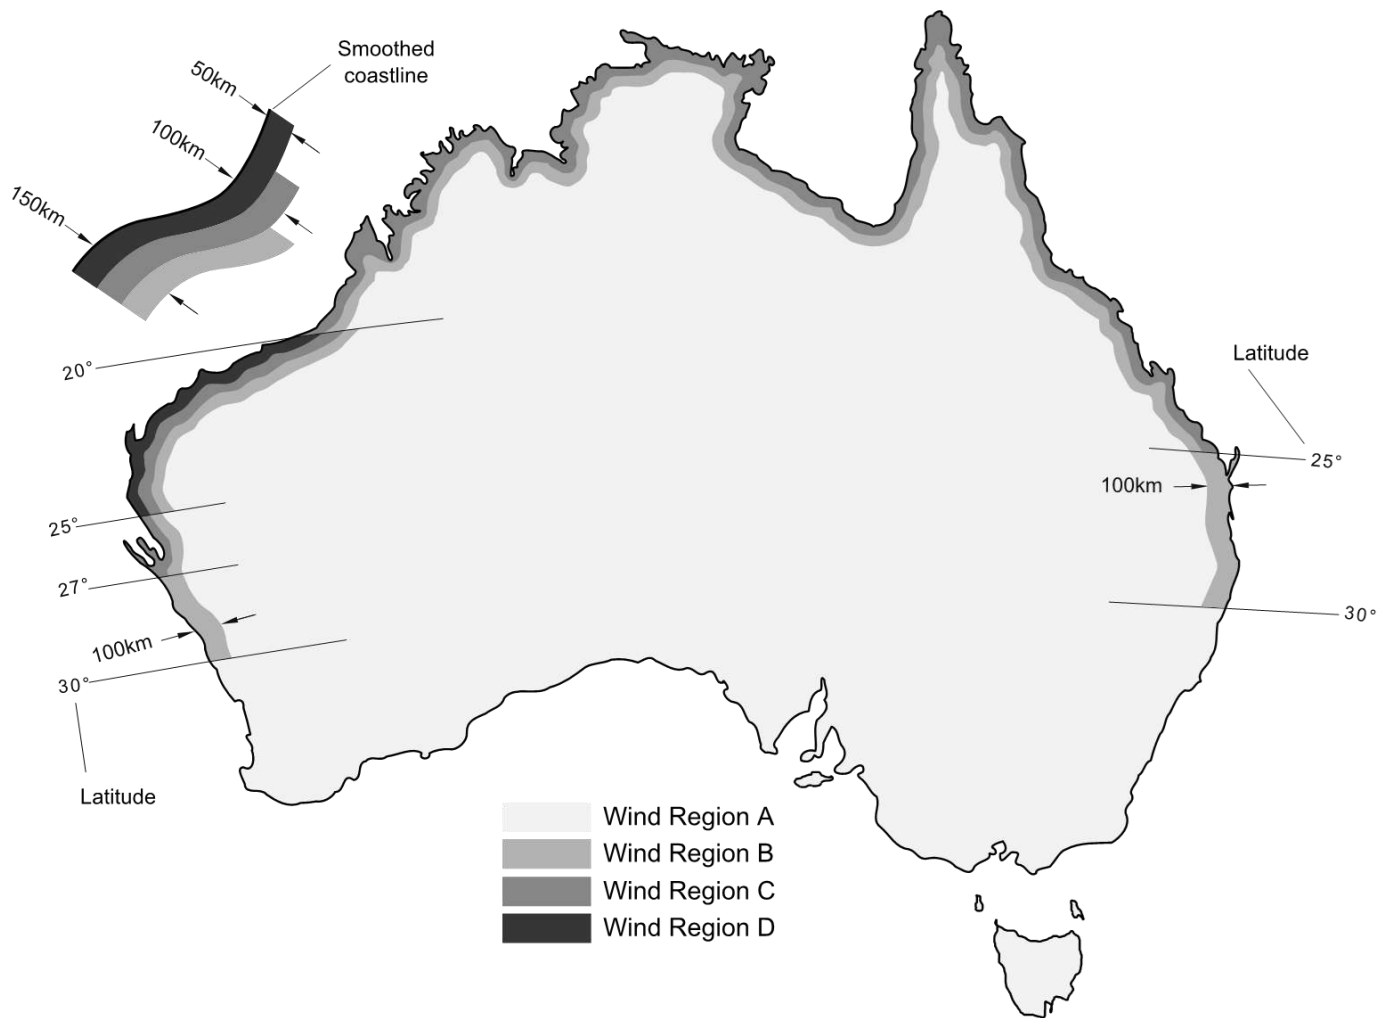 Smoothed
coastline
50km
100km
150km
20°
Latitude
25°
100km
25°
27°
100km
30°
30°
Latitude
Wind Region A
Wind Region B
Wind Region C
Wind Region D